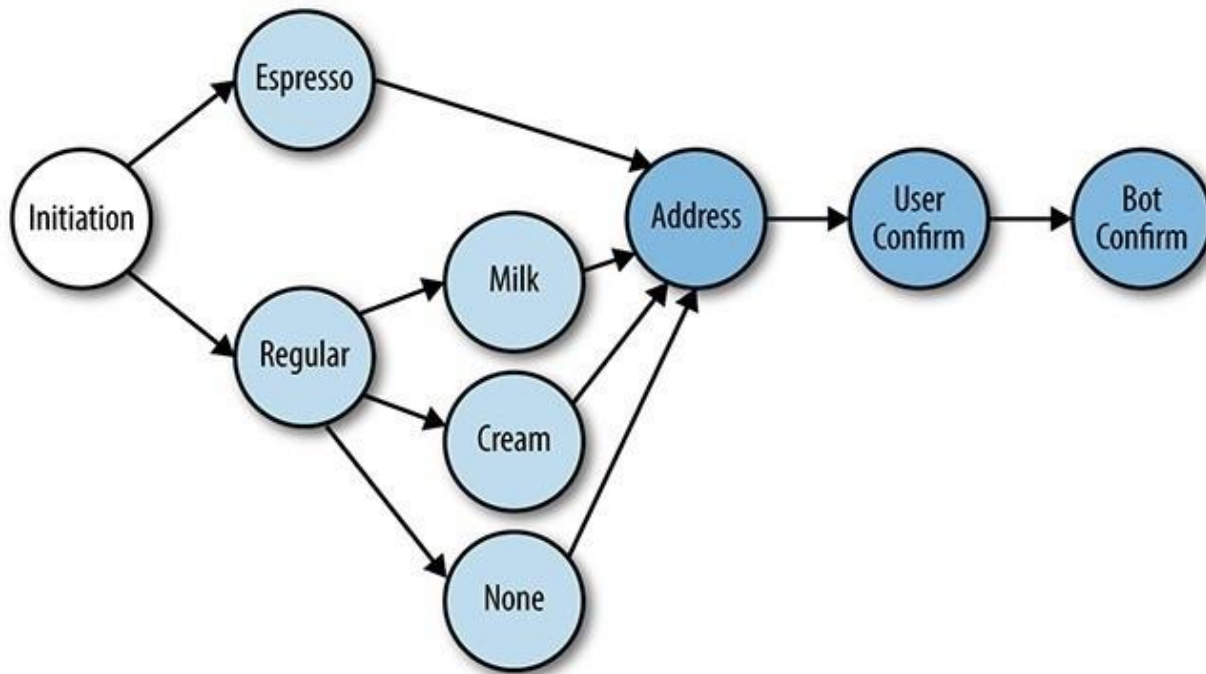 Espresso
Initiation
Address
User
Confirm
Bot
Confirm
Milk
Regular
Cream
None